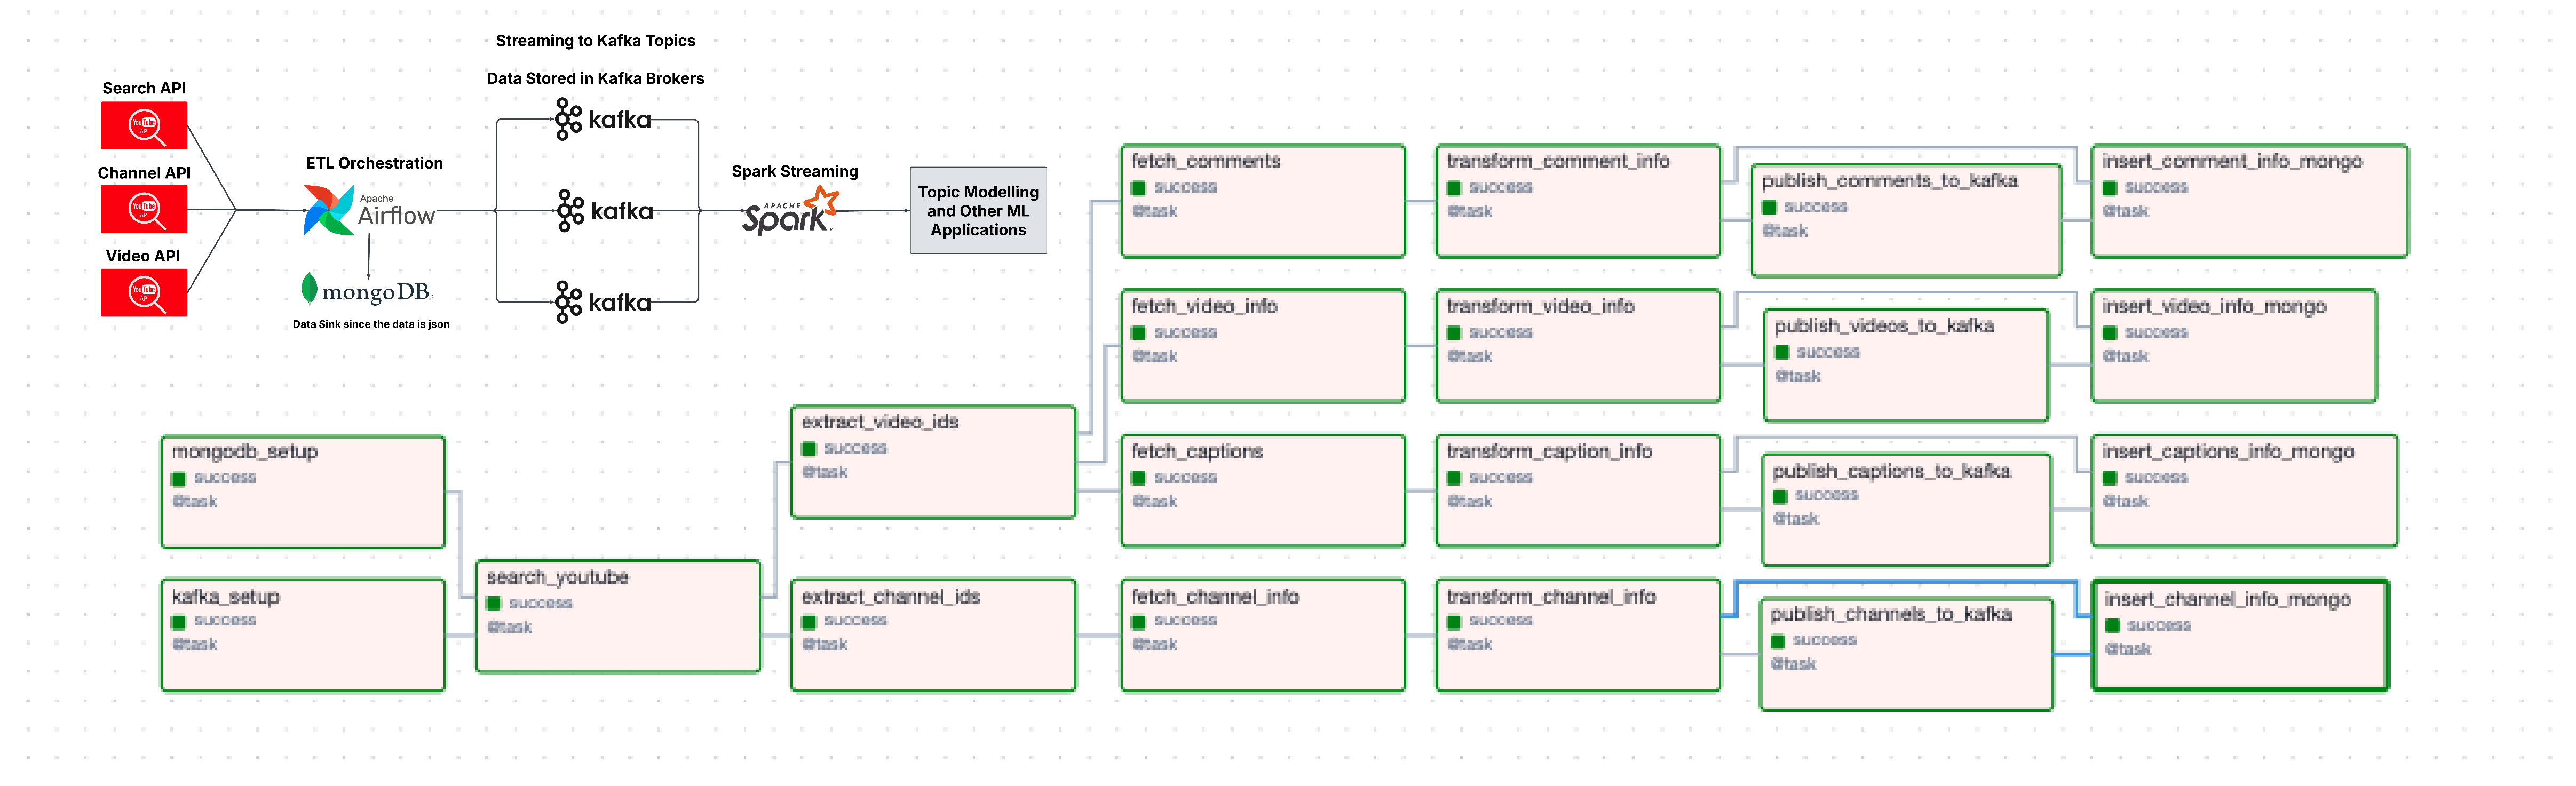 Streaming to Kafka Topics
Data Stored in Kafka Brokers
Search API
YouTube
API
Channel API
YouTube
API
Video API
YouTube
API
ETL Orchestration
Apache
Airflow
mongoDB
Data Sink since the data is json
kafka
kafka
kafka
Spark Streaming
APACHE
Spark
Topic Modelling
and Other ML
Applications
fetch_comments
success
@task
transform_comment_info
success
@task
publish_comments_to_kafka
success
@task
insert_comment_info_mongo
success
@task
fetch_video_info
success
@task
transform_video_info
success
@task
publish_videos_to_kafka
success
@task
insert_video_info_mongo
success
@task
mongodb_setup
success
@task
extract_video_ids
success
@task
fetch_captions
success
@task
transform_caption_info
success
@task
publish_captions_to_kafka
success
@task
insert_captions_info_mongo
success
@task
kafka_setup
success
@task
search_youtube
success
@task
extract_channel_ids
success
@task
fetch_channel_info
success
@task
transform_channel_info
success
@task
publish_channels_to_kafka
success
@task
insert_channel_info_mongo
success
@task